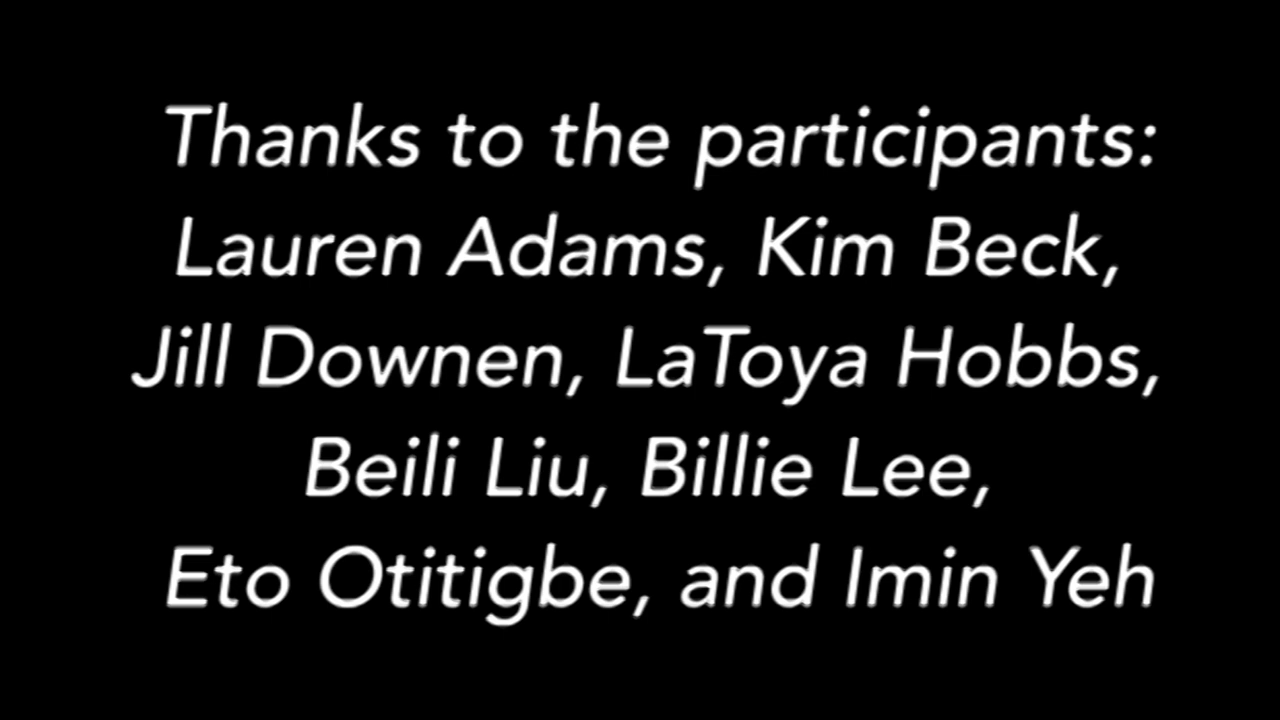 Thanks to the participants:
Lauren Adams, Kim Beck,
Jill Downen, LaToya Hobbs,
Beili Liu, Billie Lee,
Eto Otitigbe, and Imin Yeh